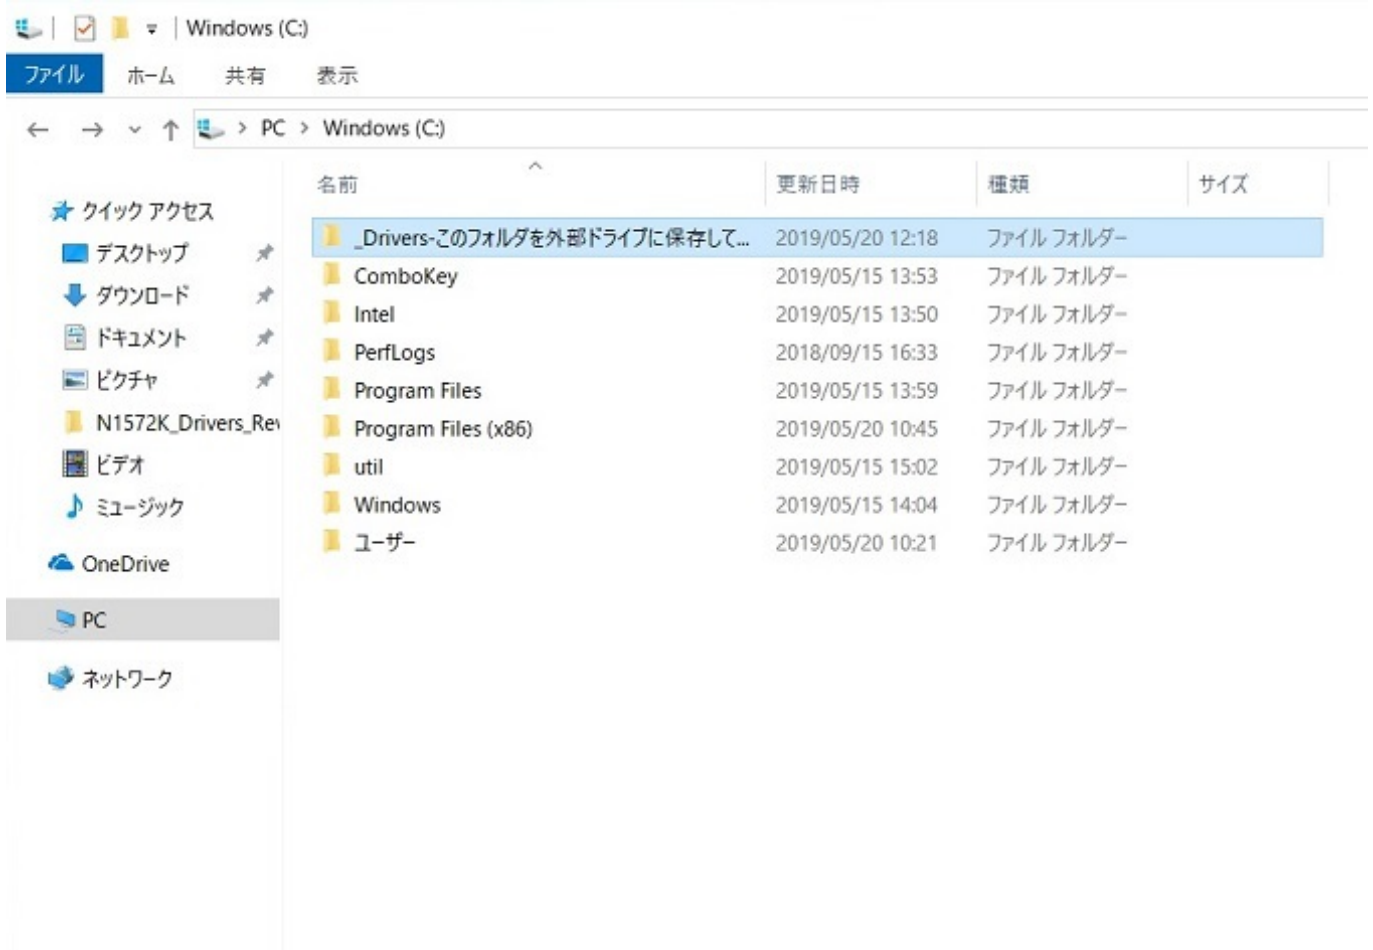 Windows (C:)
ファイル ホーム 共有 表示
PC > Windows (C:)
名前 更新日時 種類 サイズ
クイック アクセス
デスクトップ
ダウンロード
ドキュメント
ピクチャ
N1572K_Drivers_Rev
ビデオ
ミュージック
OneDrive
PC
ネットワーク
_Drivers-このフォルダを外部ドライブに保存して... 2019/05/20 12:18 ファイル フォルダー
ComboKey 2019/05/15 13:53 ファイル フォルダー
Intel 2019/05/15 13:50 ファイル フォルダー
PerfLogs 2018/09/15 16:33 ファイル フォルダー
Program Files 2019/05/15 13:59 ファイル フォルダー
Program Files (x86) 2019/05/20 10:45 ファイル フォルダー
util 2019/05/15 15:02 ファイル フォルダー
Windows 2019/05/15 14:04 ファイル フォルダー
ユーザー 2019/05/20 10:21 ファイル フォルダー